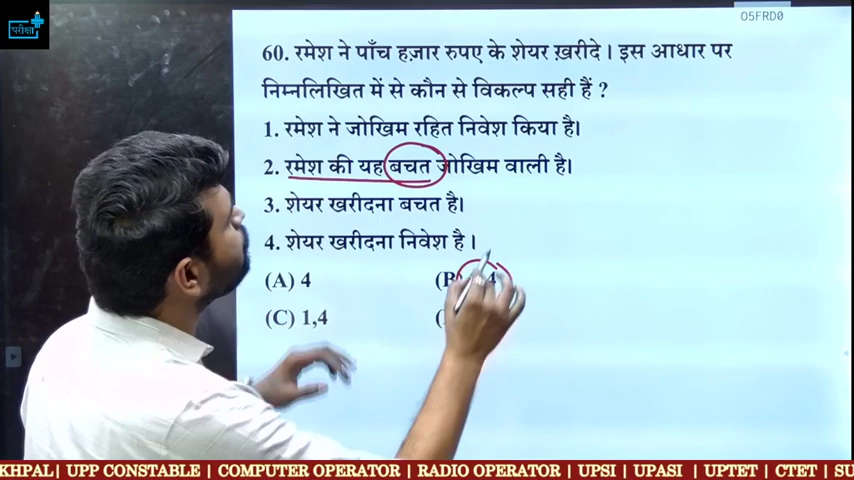 परीक्षा
O5FRD0
60. रमेश ने पाँच हज़ार रुपए के शेयर ख़रीदे । इस आधार पर
निम्नलिखित में से कौन से विकल्प सही हैं ?
1. रमेश ने जोखिम रहित निवेश किया है।
2. रमेश की यह बचत जोखिम वाली है।
3. शेयर खरीदना बचत है।
4. शेयर खरीदना निवेश है ।
(A) 4
(C) 1,4
KHPAL| UPP CONSTABLE | COMPUTER OPERATOR | RADIO OPERATOR | UPSI | UPASI | UPTET | CTET | SU